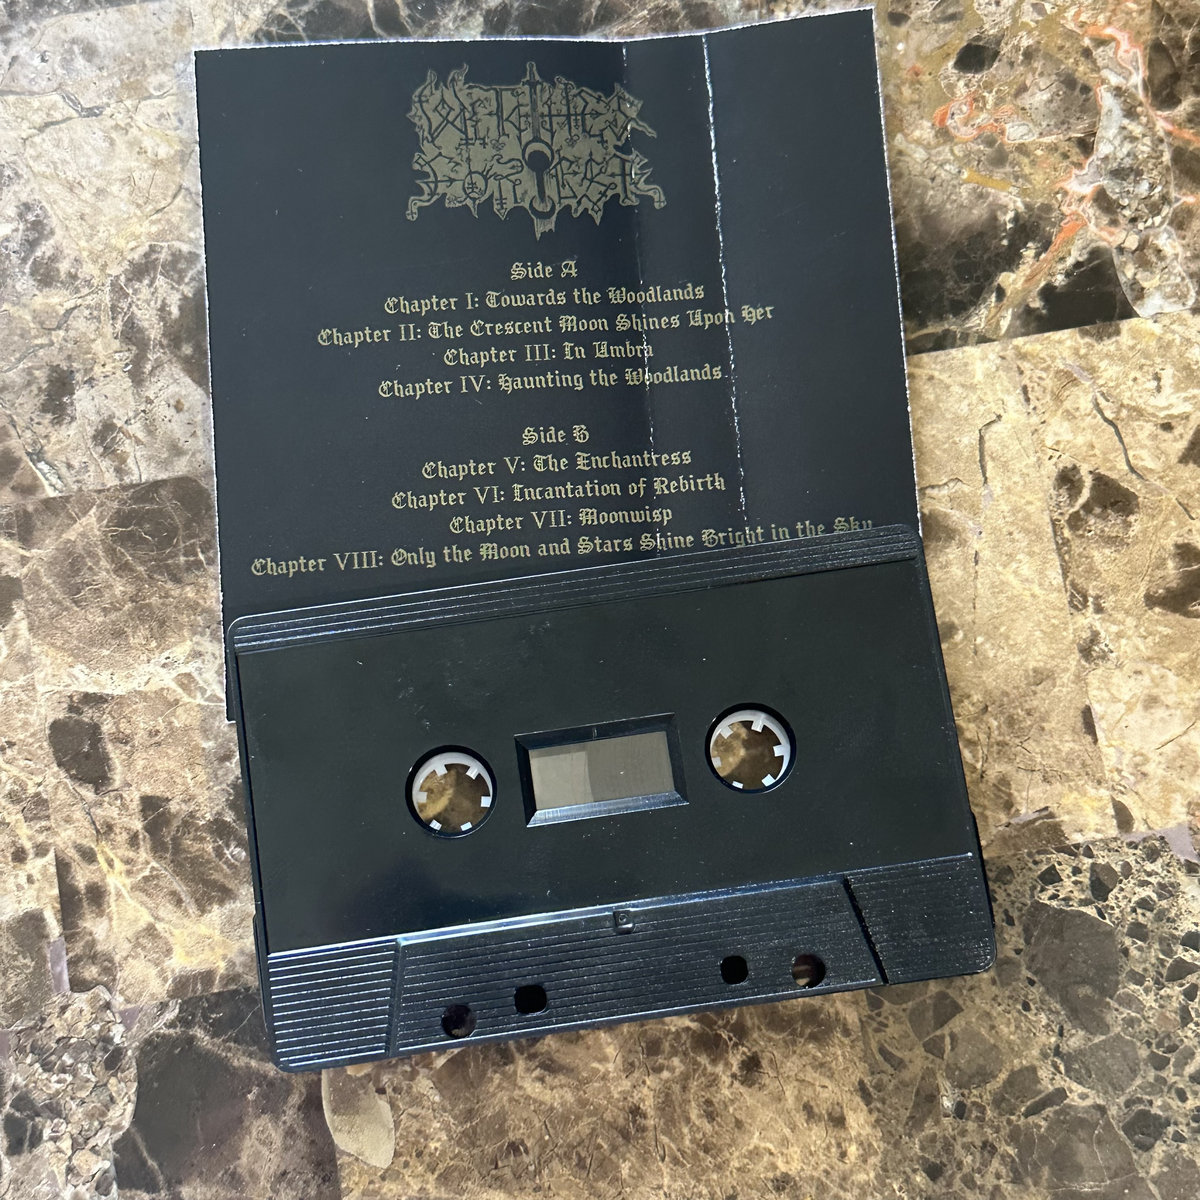 Side A
Chapter I: Towards the Woodlands
Chapter II: The Crescent Moon Shines Upon Her
Chapter III: In Umbra
Chapter IV: Haunting the Woodlands
Side B
Chapter V: The Enchantress
Chapter VI: Incantation of Rebirth
Chapter VII: Moonwisp
Chapter VIII: Only the Moon and Stars Shine Bright in the Sky